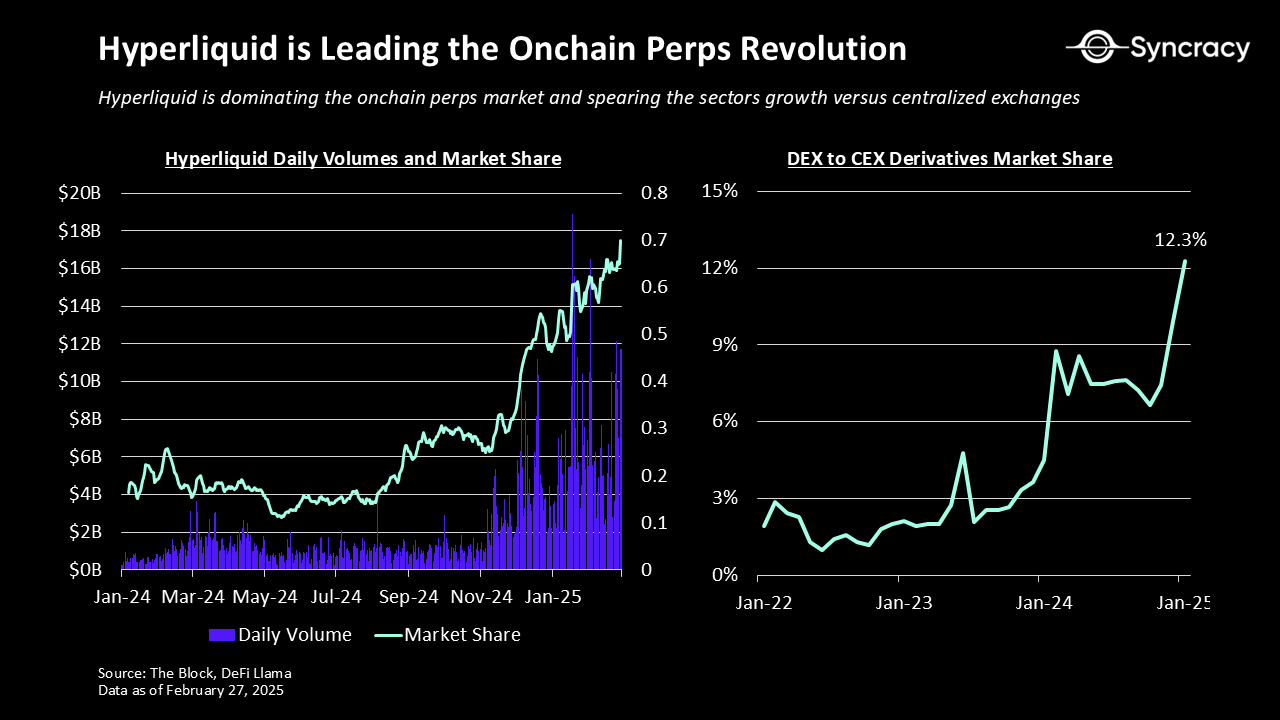 Hyperliquid is Leading the Onchain Perps Revolution
Syncracy
Hyperliquid is dominating the onchain perps market and spearing the sectors growth versus centralized exchanges
Hyperliquid Daily Volumes and Market Share
$20B
$18B
$16B
$14B
$12B
$10B
$8B
$6B
$4B
$2B
$0B
0.8
0.7
0.6
0.5
0.4
0.3
0.2
0.1
0
Jan-24 Mar-24 May-24 Jul-24 Sep-24 Nov-24 Jan-25
Daily Volume Market Share
DEX to CEX Derivatives Market Share
15%
12%
9%
6%
3%
0%
12.3%
Jan-22 Jan-23 Jan-24 Jan-25
Source: The Block, DeFi Llama
Data as of February 27, 2025